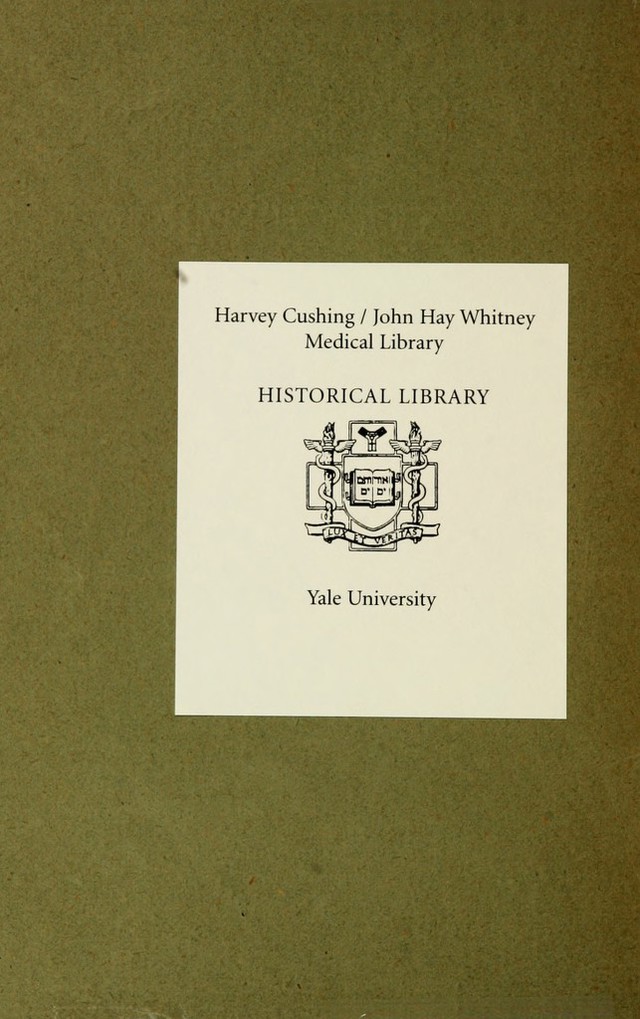 Harvey Cushing / John Hay Whitney
Medical Library
HISTORICAL LIBRARY
LUX ET VERITAS
Yale University